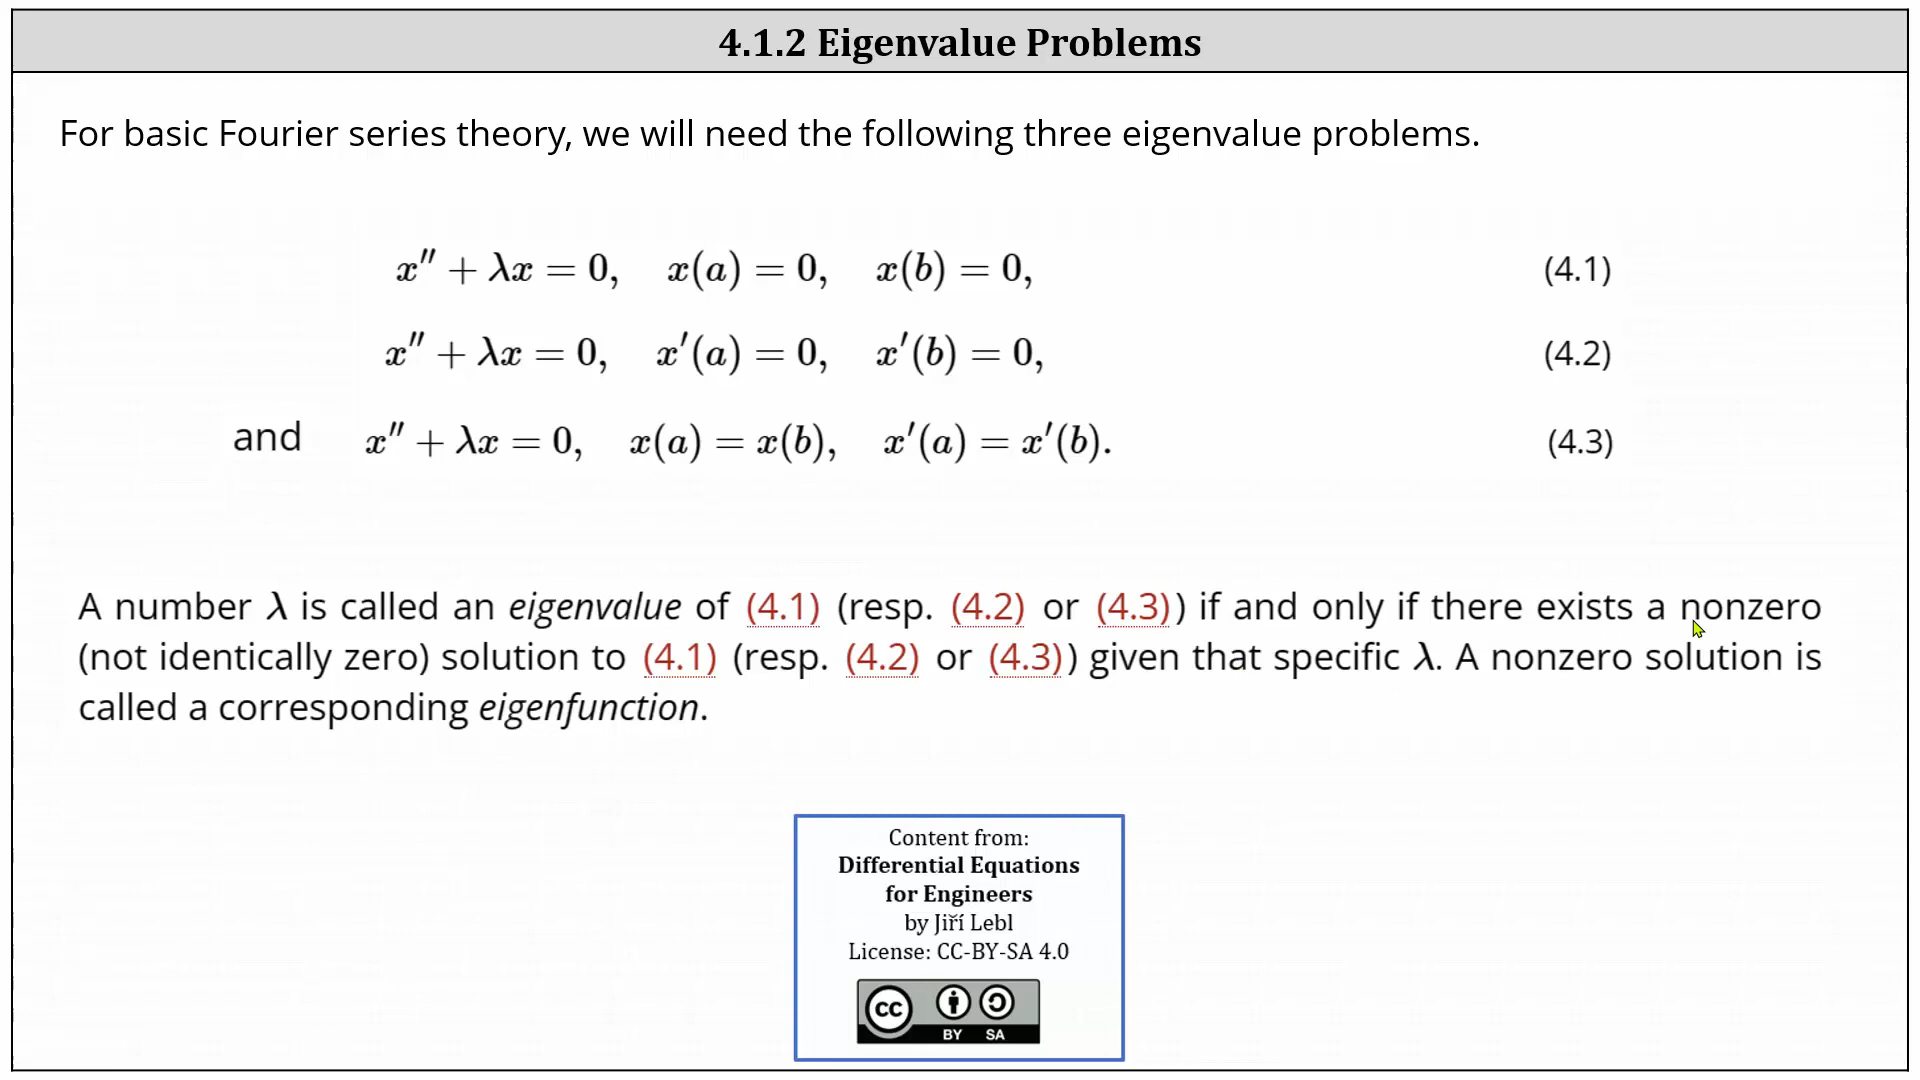 4.1.2 Eigenvalue Problems
For basic Fourier series theory, we will need the following three eigenvalue problems.
x′′ + λx = 0, x(a) = 0, x(b) = 0, (4.1)
x′′ + λx = 0, x′(a) = 0, x′(b) = 0, (4.2)
and x′′ + λx = 0, x(a) = x(b), x′(a) = x′(b). (4.3)
A number λ is called an eigenvalue of (4.1) (resp. (4.2) or (4.3)) if and only if there exists a nonzero
(not identically zero) solution to (4.1) (resp. (4.2) or (4.3)) given that specific λ. A nonzero solution is
called a corresponding eigenfunction.
Content from:
Differential Equations
for Engineers
by Jiří Lebl
License: CC-BY-SA 4.0
cc
BY SA